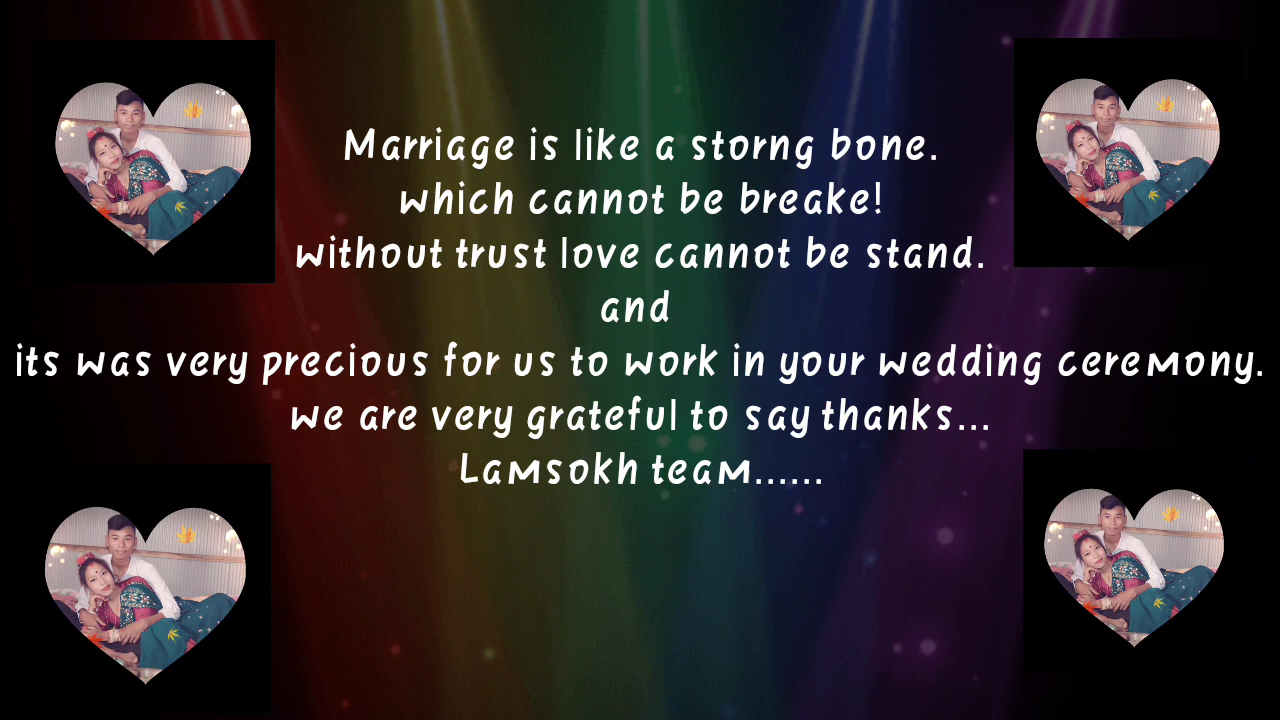 Marriage is like a storng bone.
which cannot be breake!
without trust love cannot be stand.
and
its was very precious for us to work in your wedding ceremony.
we are very grateful to say thanks...
Lamsokh team......